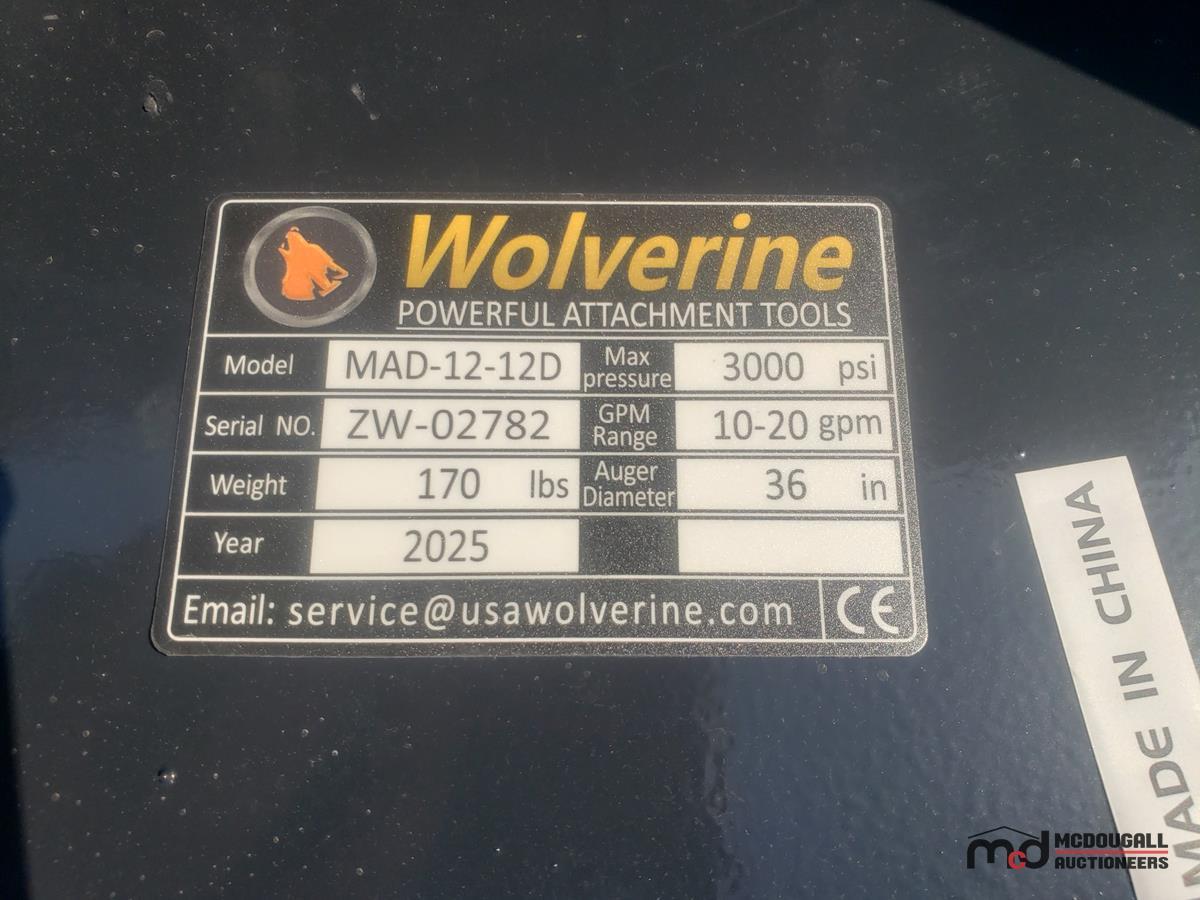 Wolverine
POWERFUL ATTACHMENT TOOLS
Model MAD-12-12D Max pressure 3000 psi
Serial NO. ZW-02782 GPM Range 10-20 gpm
Weight 170 lbs Auger Diameter 36 in
Year 2025
Email: service@usawolverine.com CE
MADE IN CHINA
mcd MCDOUGALL
AUCTIONEERS